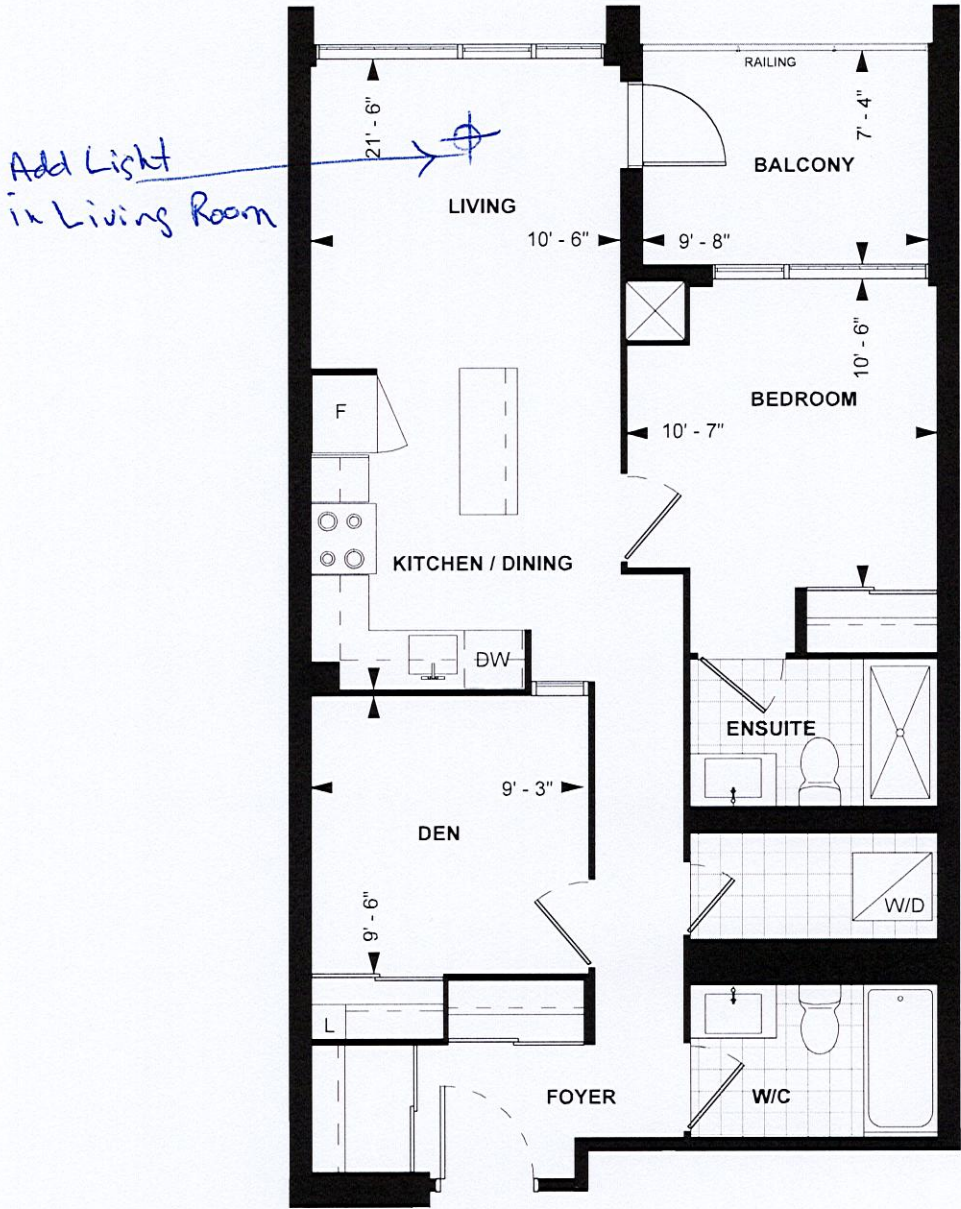 RAILING
21' - 6"
7' - 4"
Add Light
in Living Room
BALCONY
LIVING
10' - 6"
9' - 8"
10' - 6"
F
BEDROOM
10' - 7"
KITCHEN / DINING
DW
ENSUITE
9' - 3"
DEN
W/D
9' - 6"
L
FOYER
W/C